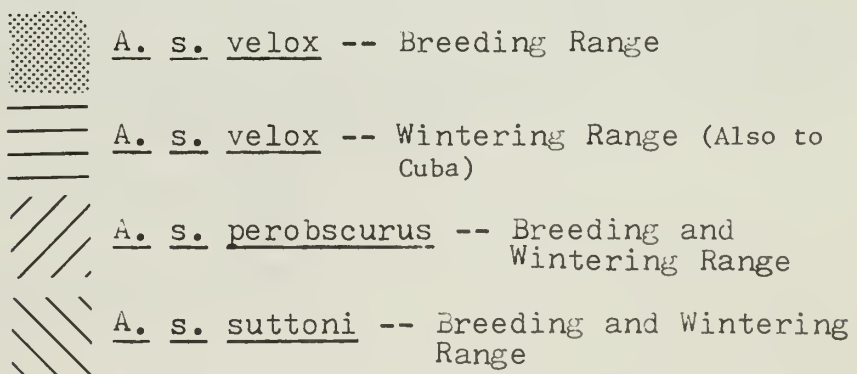 A. s. velox -- Breeding Range
A. s. velox -- Wintering Range (Also to
Cuba)
A. s. perobscurus -- Breeding and
Wintering Range
A. s. suttoni -- Breeding and Wintering
Range